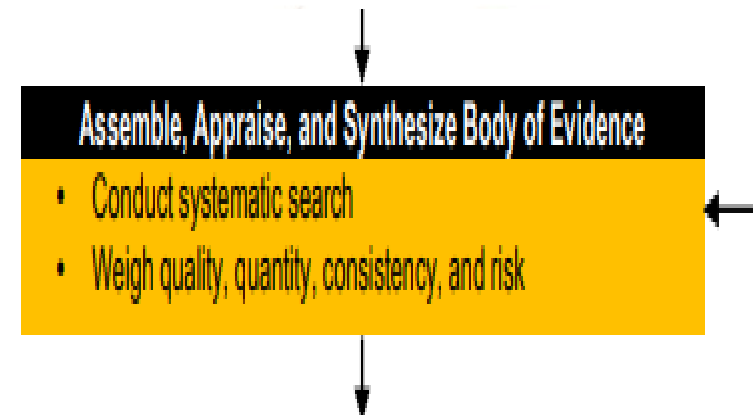 Assemble, Appraise, and Synthesize Body of Evidence
• Conduct systematic search
• Weigh quality, quantity, consistency, and risk